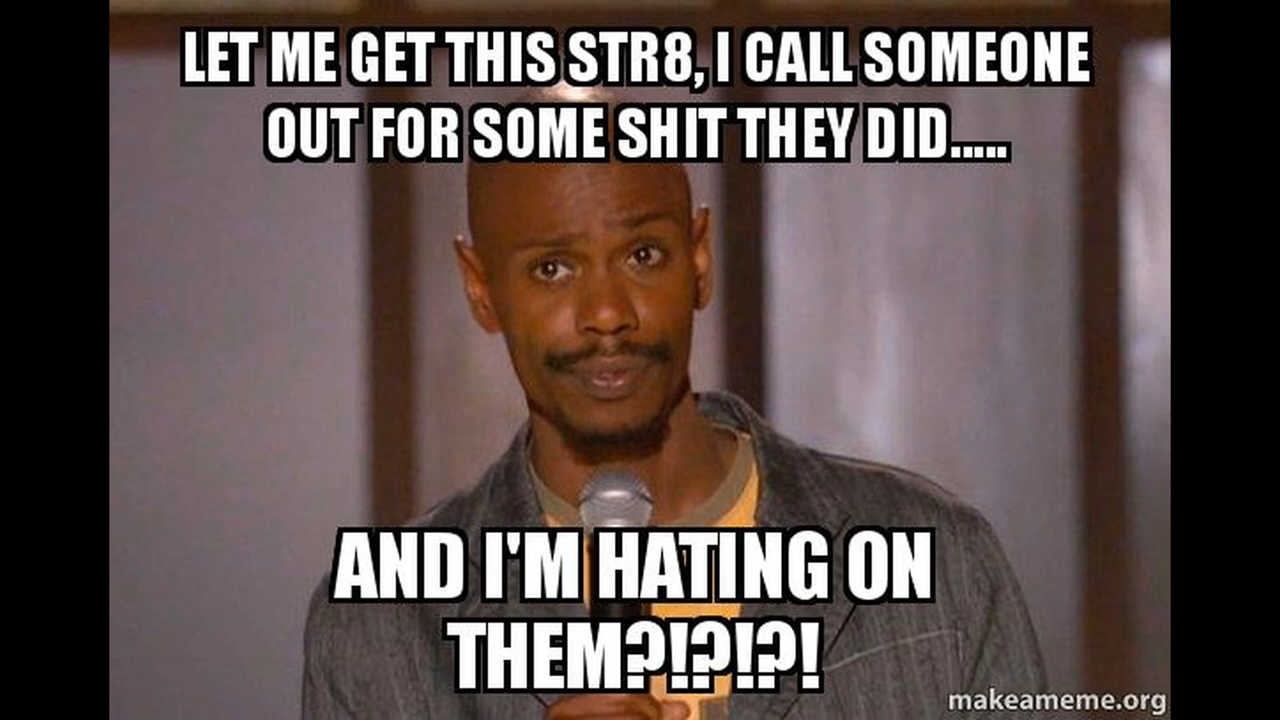 LET ME GET THIS STR8, I CALL SOMEONE
OUT FOR SOME SHIT THEY DID.....
AND I'M HATING ON
THEM?!?!?!
makeameme.org